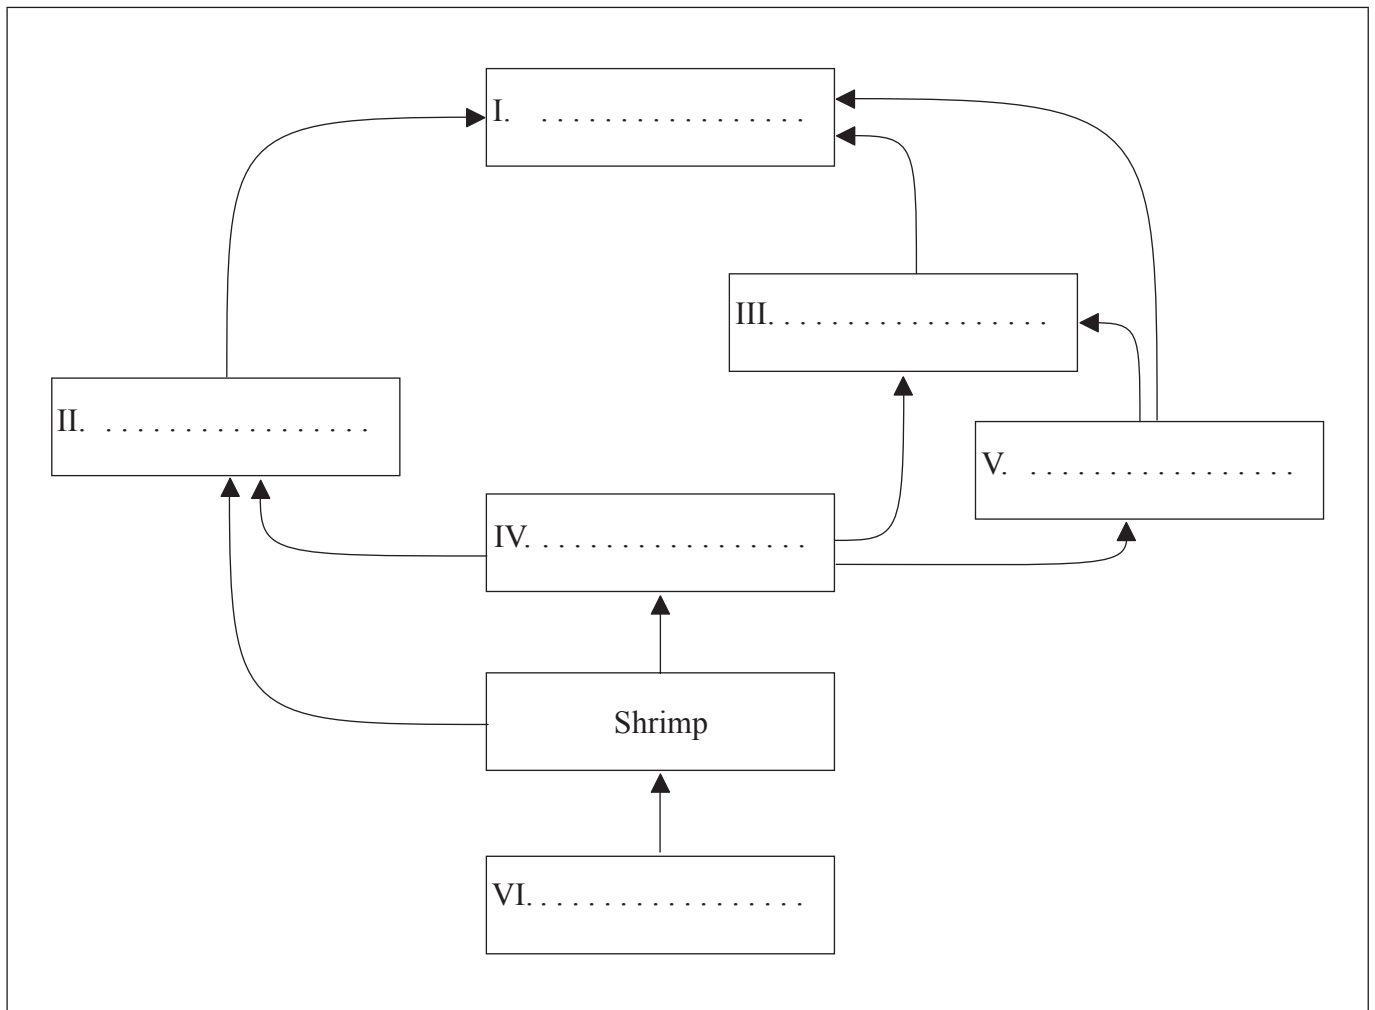 I. . . . . . . . . . . . . . . . . .
III. . . . . . . . . . . . . . . . . . .
II. . . . . . . . . . . . . . . . . .
V. . . . . . . . . . . . . . . . . .
IV. . . . . . . . . . . . . . . . . . .
Shrimp
VI. . . . . . . . . . . . . . . . . . .